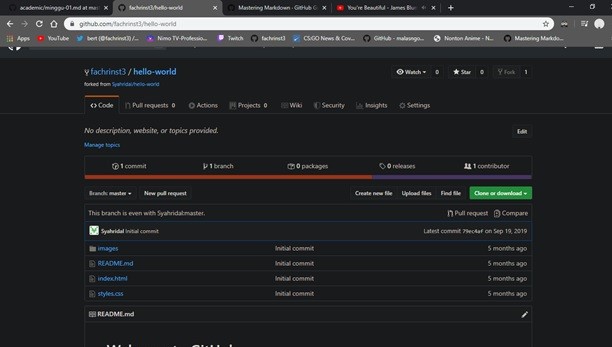 academic/minggu-01.md at mas
fachrinst3/hello-world
Mastering Markdown · GitHub G
You're Beautiful - James Blu
github.com/fachrinst3/hello-world
Apps
YouTube
bert (@fachrinst3) /...
Nimo TV-Professio...
Twitch
fachrinst3
CS:GO News & Cov...
GitHub - malasngo...
Nonton Anime - N...
Mastering Markdo...
fachrinst3 / hello-world
forked from Syahridal/hello-world
Watch 0
Star 0
Fork 1
Code
Pull requests 0
Actions
Projects 0
Wiki
Security
Insights
Settings
No description, website, or topics provided.
Edit
Manage topics
1 commit
1 branch
0 packages
0 releases
1 contributor
Branch: master
New pull request
Create new file
Upload files
Find file
Clone or download
This branch is even with Syahridal:master.
Pull request
Compare
Syahridal Initial commit
Latest commit 79ec4af on Sep 19, 2019
images
Initial commit
5 months ago
README.md
Initial commit
5 months ago
index.html
Initial commit
5 months ago
styles.css
Initial commit
5 months ago
README.md